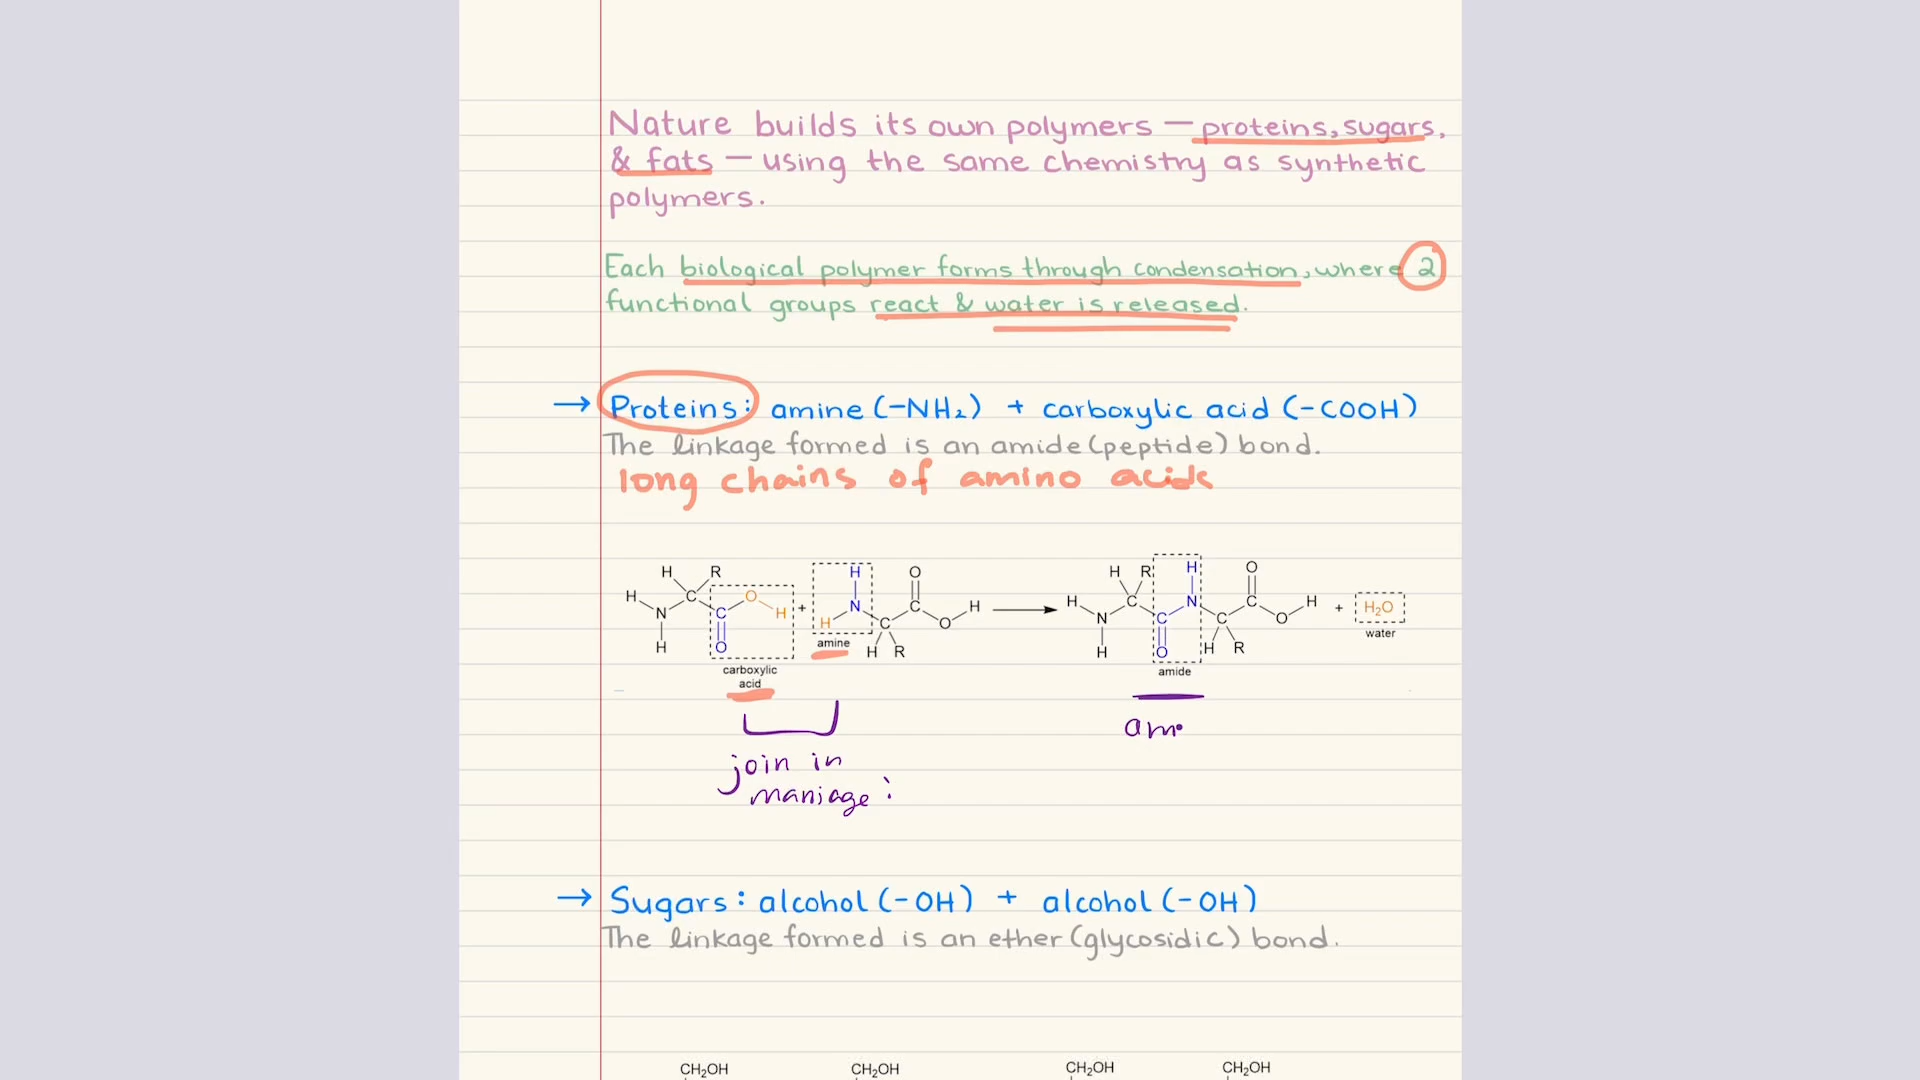 Nature builds its own polymers — proteins, sugars,
& fats — using the same chemistry as synthetic
polymers.
Each biological polymer forms through condensation, where 2
functional groups react & water is released.
→ Proteins: amine (-NH₂) + carboxylic acid (-COOH)
The linkage formed is an amide (peptide) bond.
long chains of amino acids
H R H N H C C O H O + H N H C H R C O O H → H N H C H R C O N H C H R C O O H + H₂O
carboxylic
acid
amine
amide
water
join in
marriage:
am
→ Sugars: alcohol (-OH) + alcohol (-OH)
The linkage formed is an ether (glycosidic) bond.
CH₂OH CH₂OH CH₂OH CH₂OH